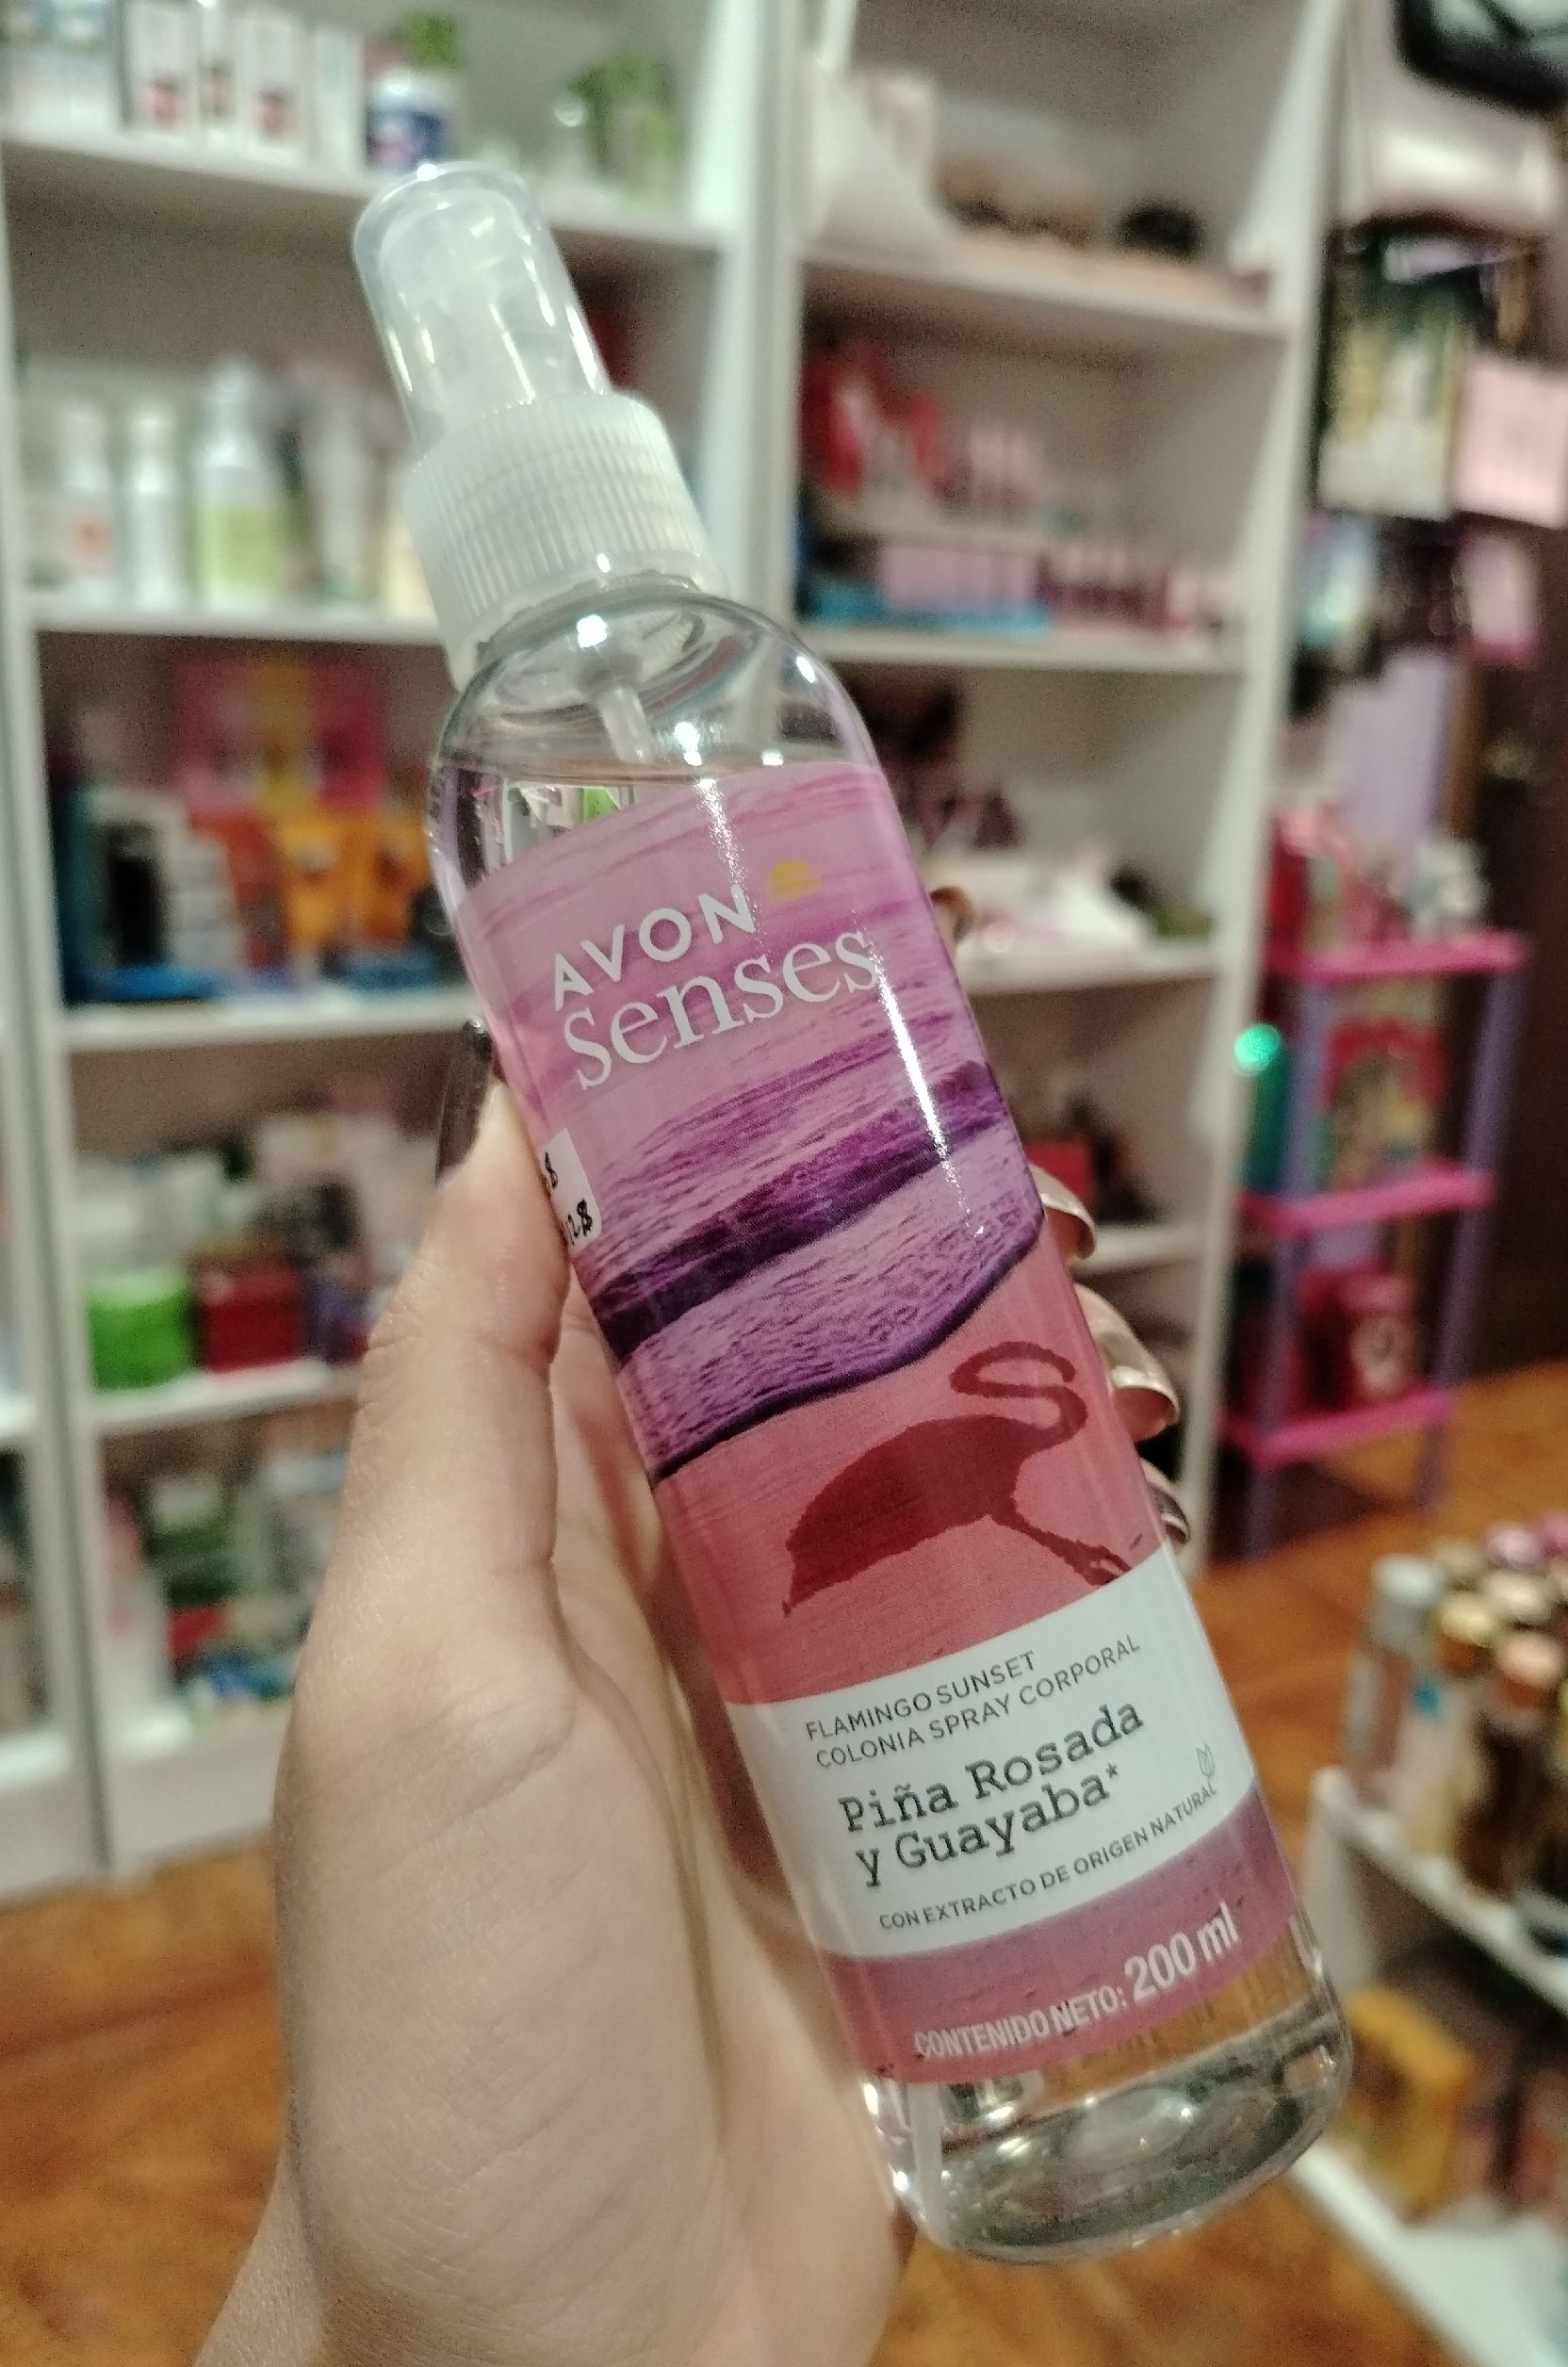 AVON
senses
FLAMINGO SUNSET
COLONIA SPRAY CORPORAL
Piña Rosada
y Guayaba*
CON EXTRACTO DE ORIGEN NATURAL
CONTENIDO NETO: 200 ml